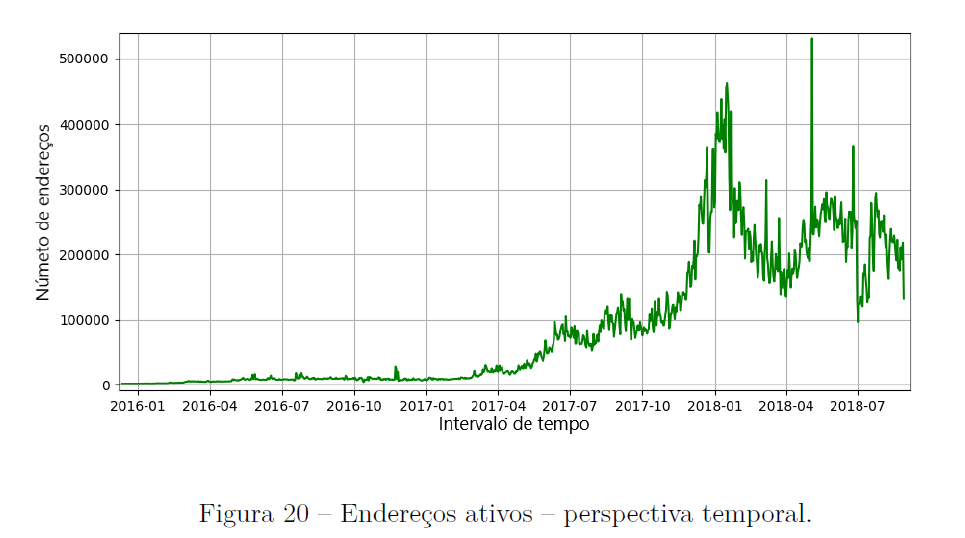 500000
400000
300000
200000
100000
0
Número de endereços
2016-01 2016-04 2016-07 2016-10 2017-01 2017-04 2017-07 2017-10 2018-01 2018-04 2018-07
Intervalo de tempo
Figura 20 – Endereços ativos – perspectiva temporal.